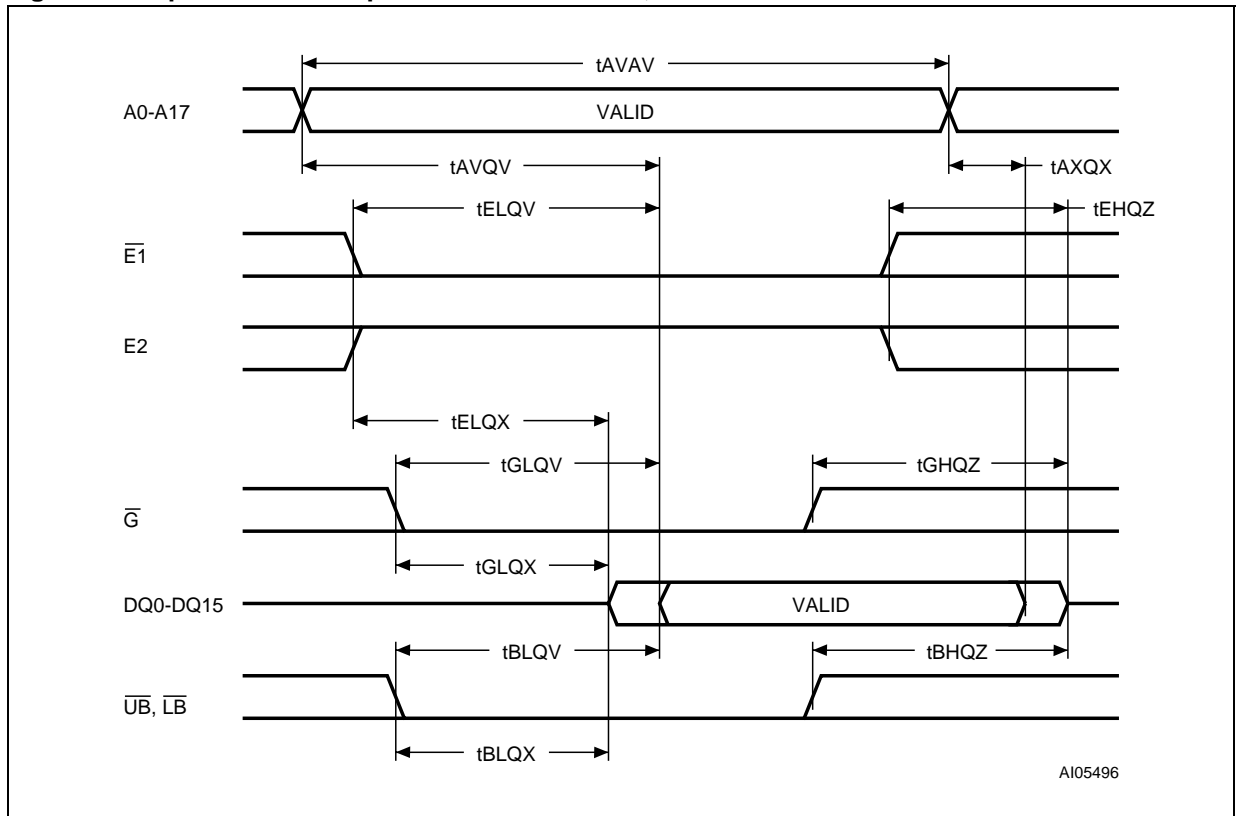 tAVAV
A0-A17
VALID
tAVQV
tAXQX
tELQV
tEHQZ
E1
E2
tELQX
tGLQV
tGHQZ
G
tGLQX
DQ0-DQ15
VALID
tBLQV
tBHQZ
UB, LB
tBLQX
AI05496